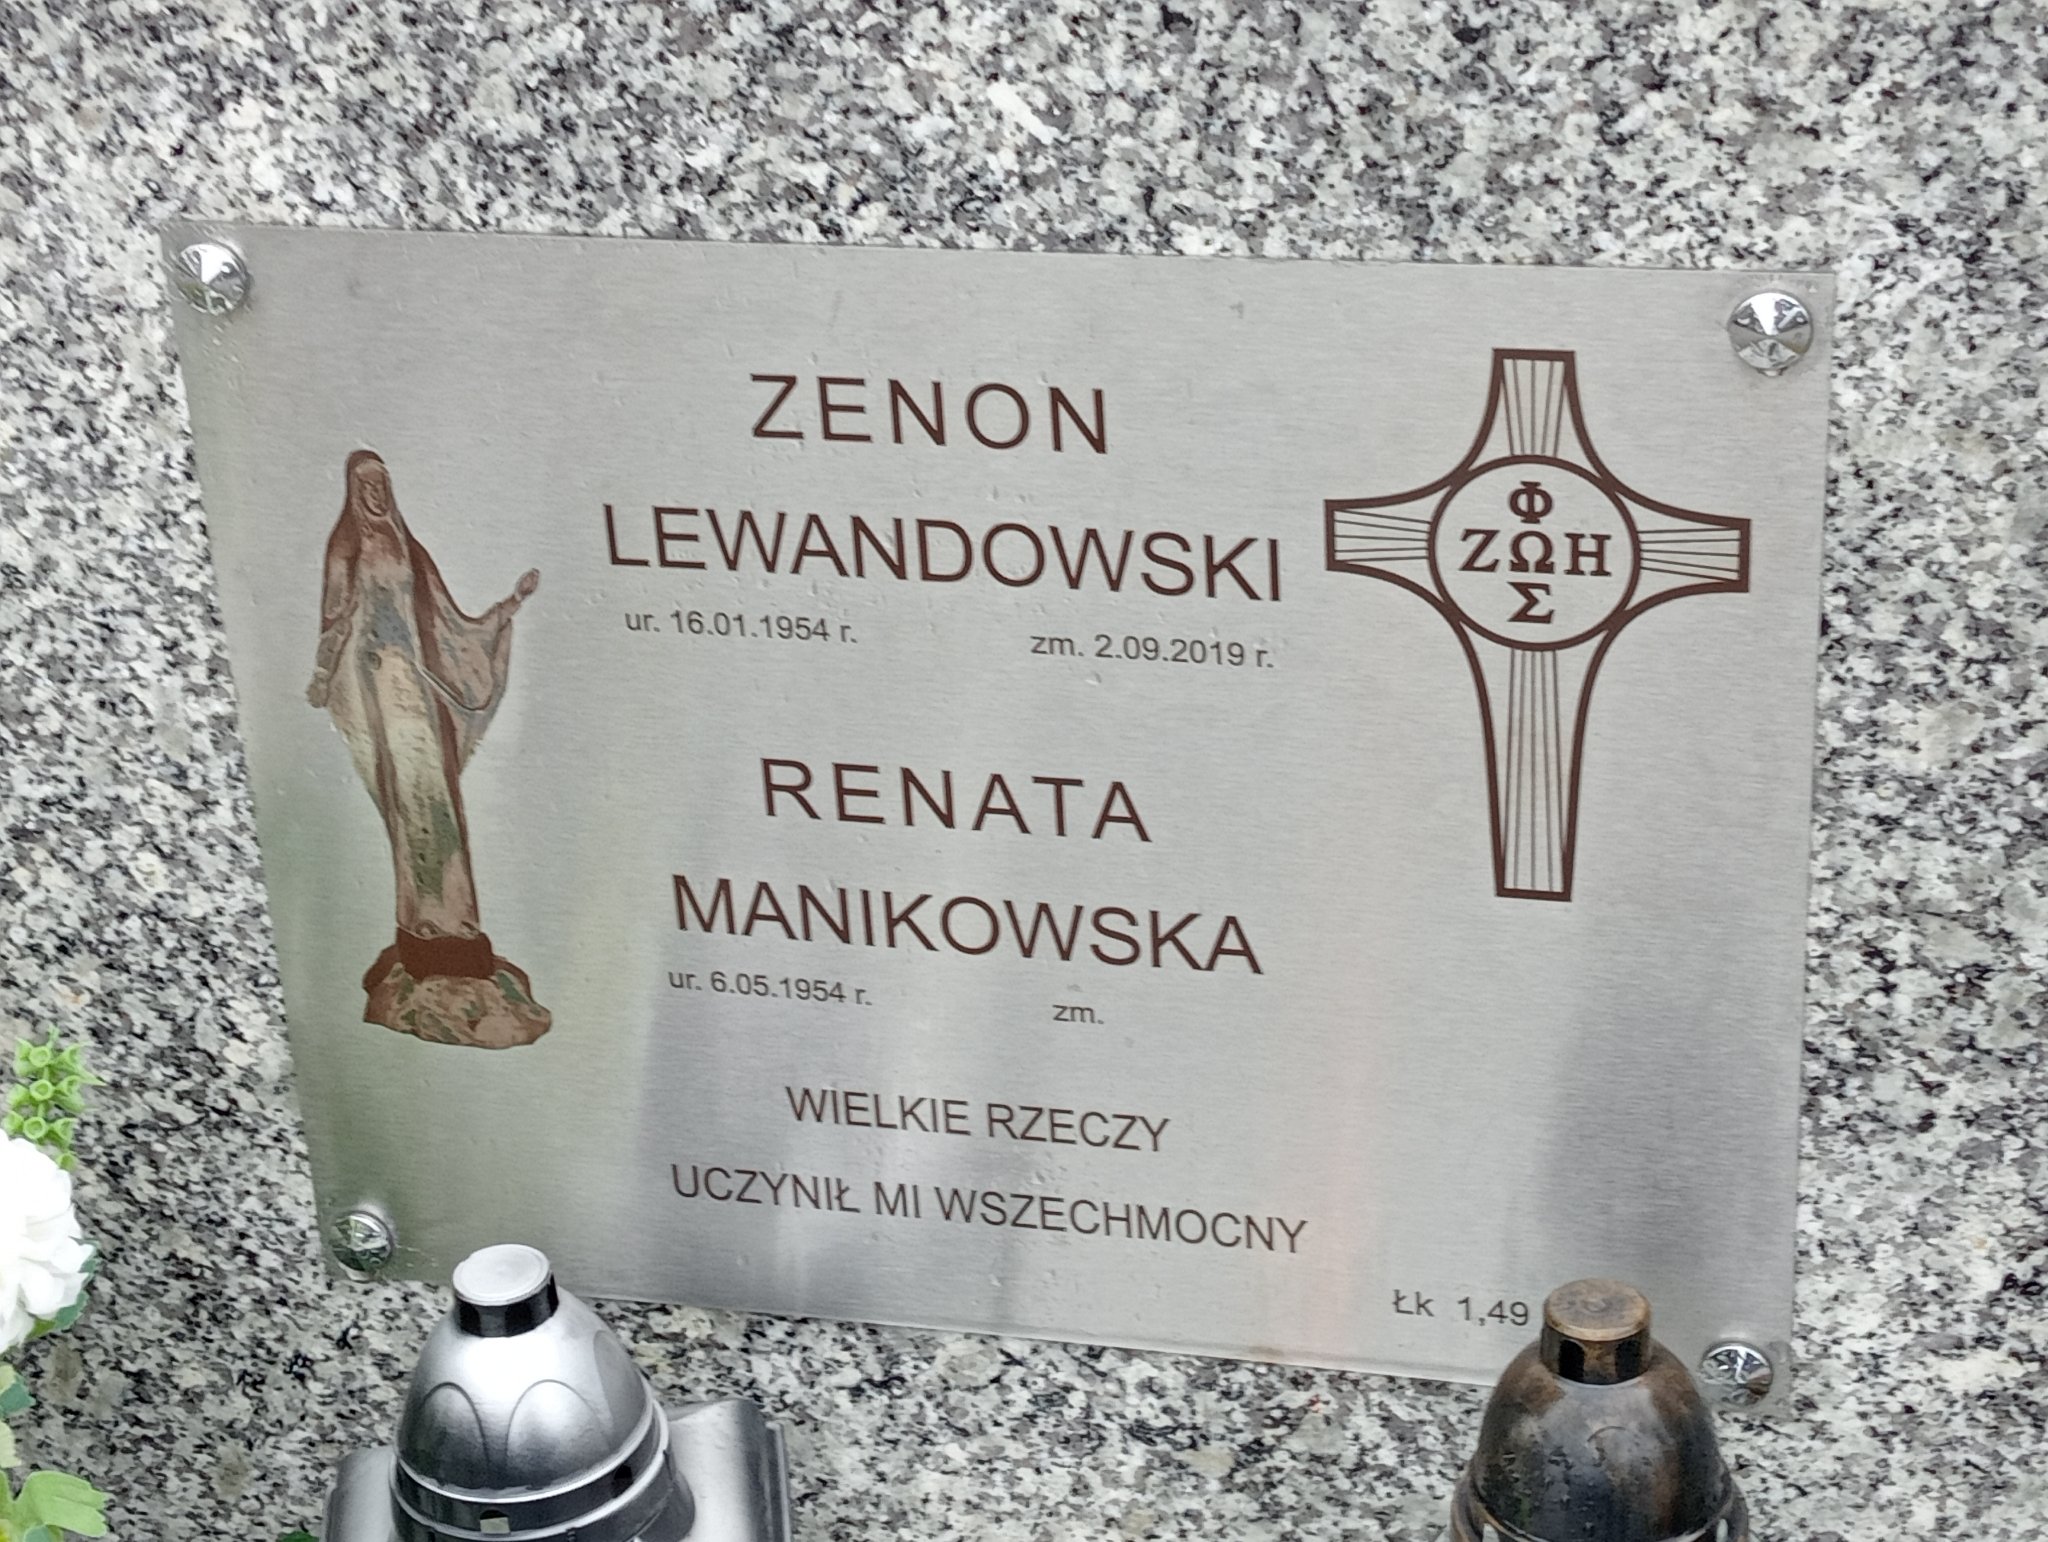 ZENON
LEWANDOWSKI
ur. 16.01.1954 r. zm. 2.09.2019 r.
Φ
ΖΩΗ
Σ
RENATA
MANIKOWSKA
ur. 6.05.1954 r. zm.
WIELKIE RZECZY
UCZYNIŁ MI WSZECHMOCNY
Łk 1,49